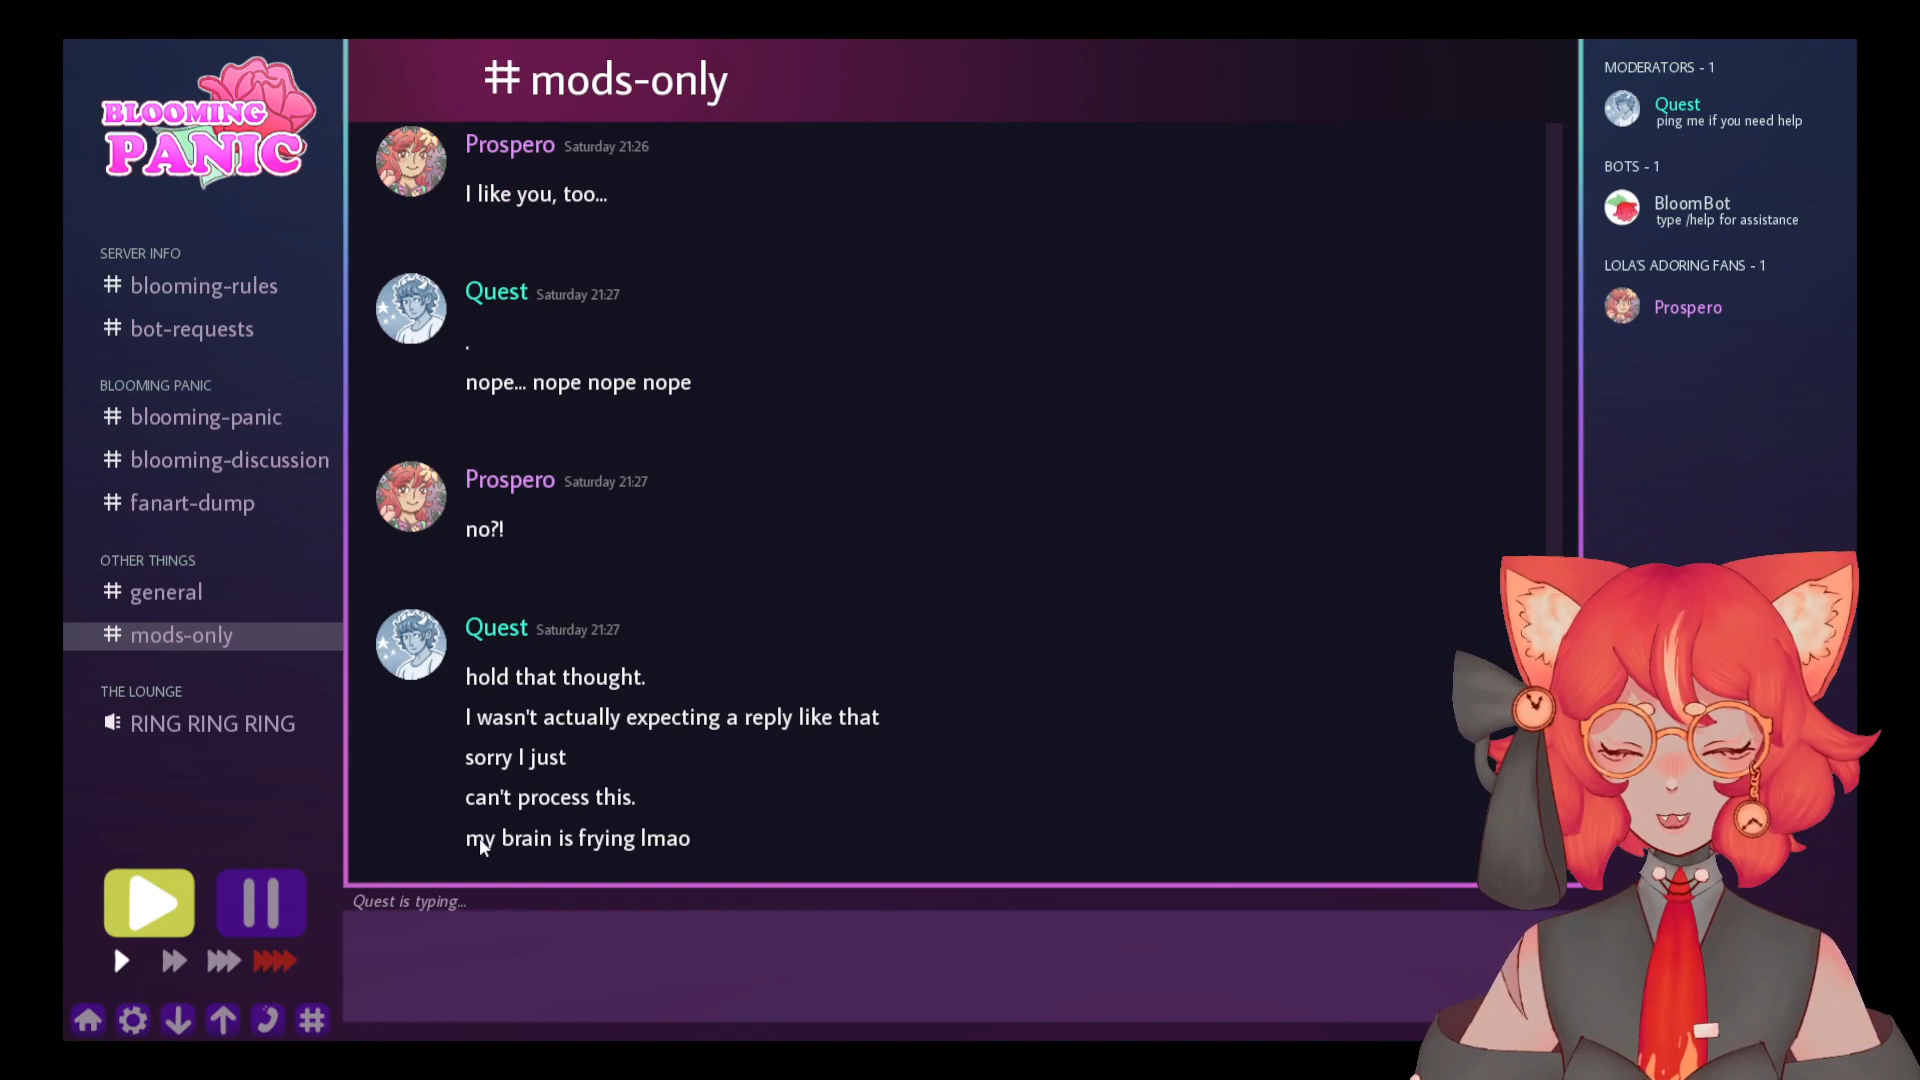 BLOOMING
PANIC
SERVER INFO
# blooming-rules
# bot-requests
BLOOMING PANIC
# blooming-panic
# blooming-discussion
# fanart-dump
OTHER THINGS
# general
# mods-only
THE LOUNGE
RING RING RING
# mods-only
Prospero Saturday 21:26
I like you, too...
Quest Saturday 21:27
.
nope... nope nope nope
Prospero Saturday 21:27
no?!
Quest Saturday 21:27
hold that thought.
I wasn't actually expecting a reply like that
sorry I just
can't process this.
my brain is frying lmao
Quest is typing...
MODERATORS - 1
Quest
ping me if you need help
BOTS - 1
BloomBot
type /help for assistance
LOLA'S ADORING FANS - 1
Prospero